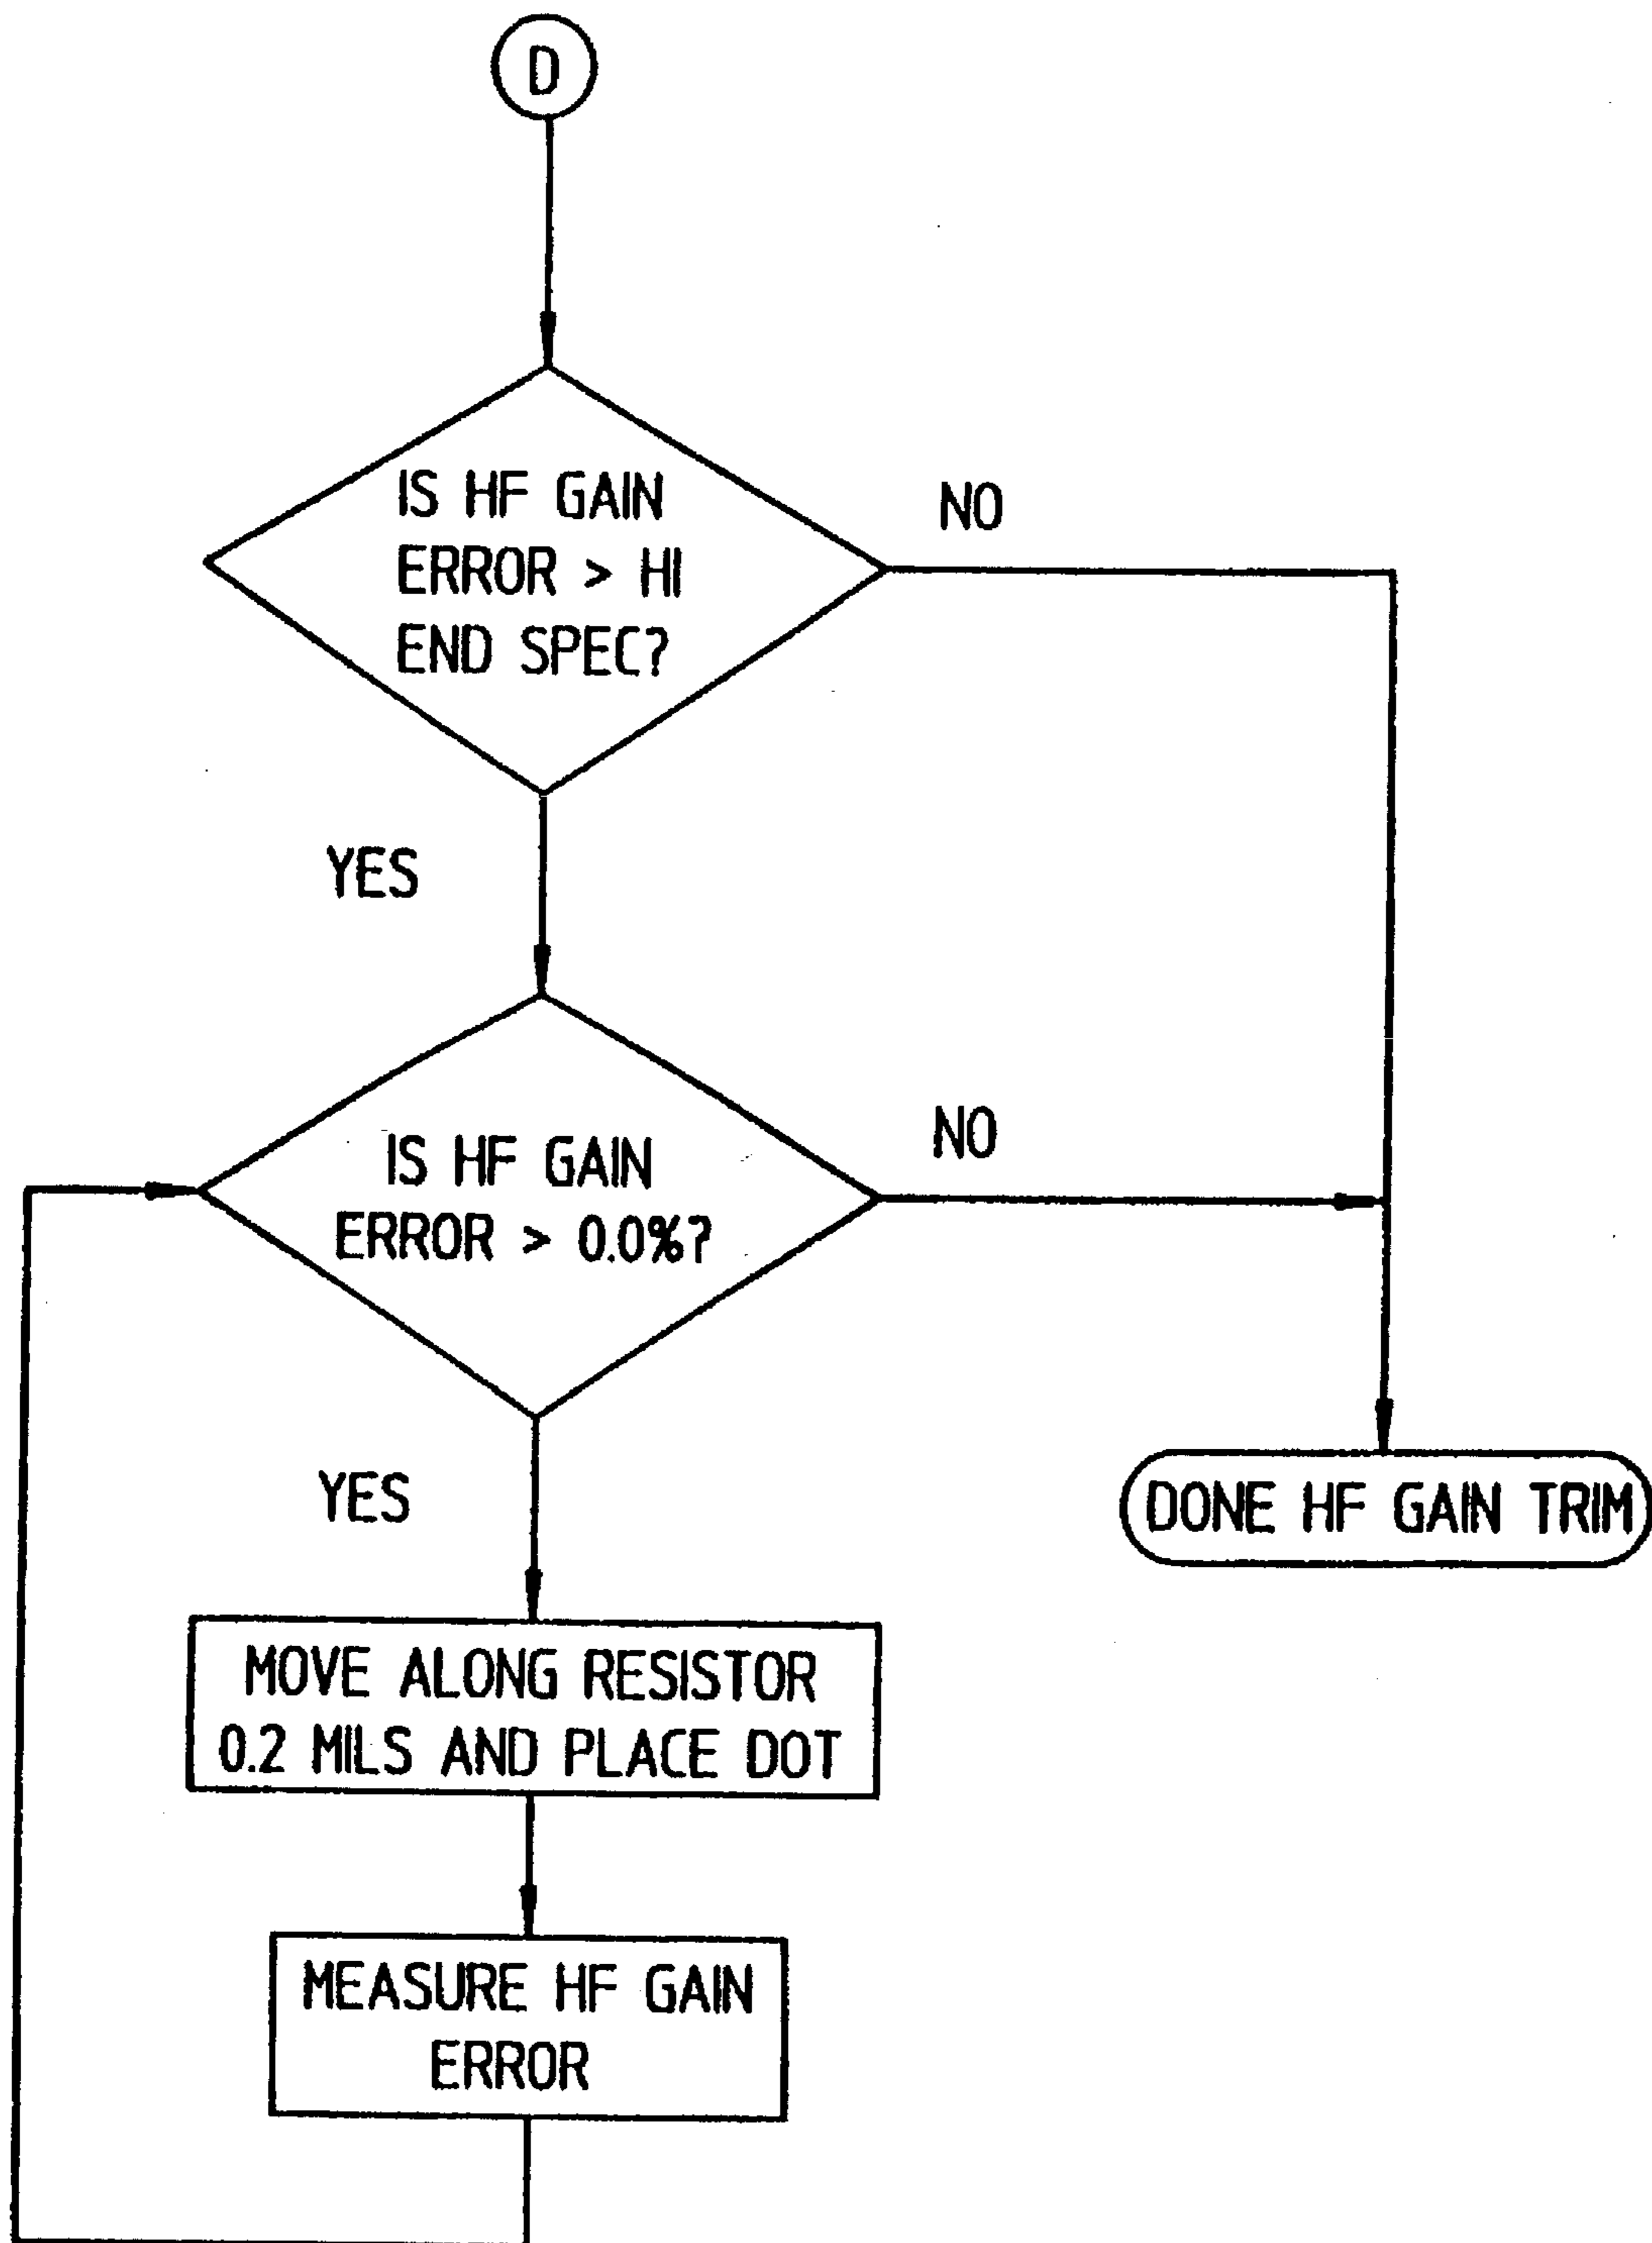 D
IS HF GAIN
ERROR > HI
END SPEC?
NO
YES
IS HF GAIN
ERROR > 0.0%?
NO
YES
DONE HF GAIN TRIM
MOVE ALONG RESISTOR
0.2 MILS AND PLACE DOT
MEASURE HF GAIN
ERROR